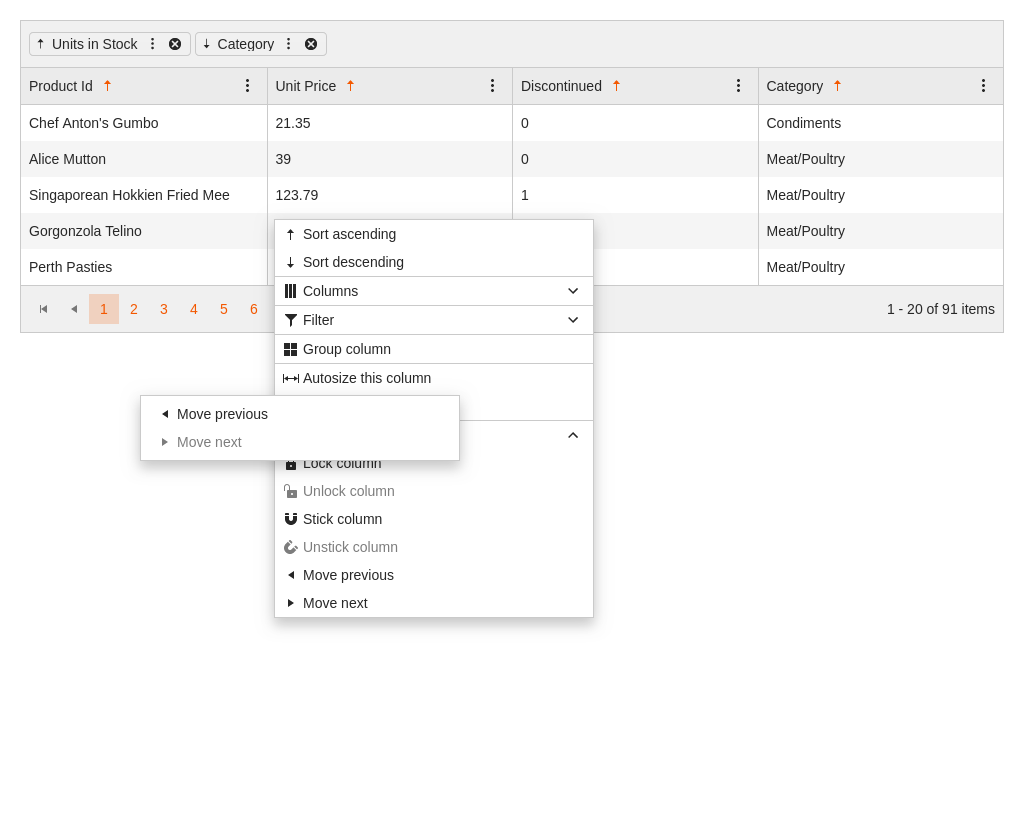 Units in Stock Category
Product Id Unit Price Discontinued Category
Chef Anton's Gumbo 21.35 0 Condiments
Alice Mutton 39 0 Meat/Poultry
Singaporean Hokkien Fried Mee 123.79 1 Meat/Poultry
Gorgonzola Telino Meat/Poultry
Perth Pasties Meat/Poultry
1 2 3 4 5 6 1 - 20 of 91 items
Sort ascending
Sort descending
Columns
Filter
Group column
Autosize this column
Move previous
Move next
Lock column
Unlock column
Stick column
Unstick column
Move previous
Move next